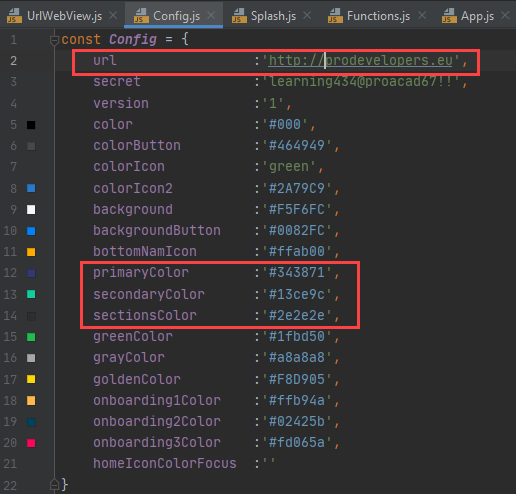 UrlWebView.js Config.js Splash.js Functions.js App.js
1 const Config = {
2 url :'http://prodevelopers.eu',
3 secret :'learning434@proacad67!!',
4 version :'1',
5 color :'#000',
6 colorButton :'#464949',
7 colorIcon :'green',
8 colorIcon2 :'#2A79C9',
9 background :'#F5F6FC',
10 backgroundButton :'#0082FC',
11 bottomNamIcon :'#ffab00',
12 primaryColor :'#343871',
13 secondaryColor :'#13ce9c',
14 sectionsColor :'#2e2e2e',
15 greenColor :'#1fbd50',
16 grayColor :'#a8a8a8',
17 goldenColor :'#F8D905',
18 onboarding1Color :'#ffb94a',
19 onboarding2Color :'#02425b',
20 onboarding3Color :'#fd065a',
21 homeIconColorFocus :''
22 }